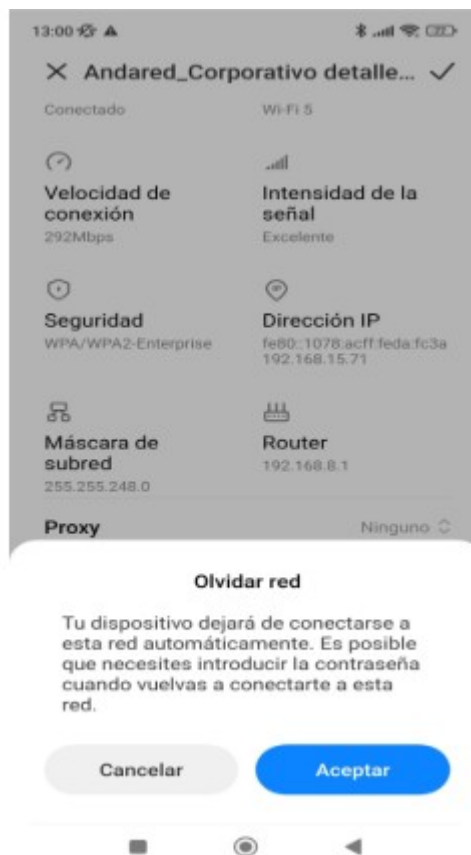 13:00
Andared_Corporativo detalle...
Conectado
Wi-Fi 5
Velocidad de
conexión
292Mbps
Intensidad de la
señal
Excelente
Seguridad
WPA/WPA2-Enterprise
Dirección IP
fe80::1078:acff:feda:fc3a
192.168.15.71
Máscara de
subred
255.255.248.0
Router
192.168.8.1
Proxy
Ninguno
Olvidar red
Tu dispositivo dejará de conectarse a
esta red automáticamente. Es posible
que necesites introducir la contraseña
cuando vuelvas a conectarte a esta
red.
Cancelar
Aceptar